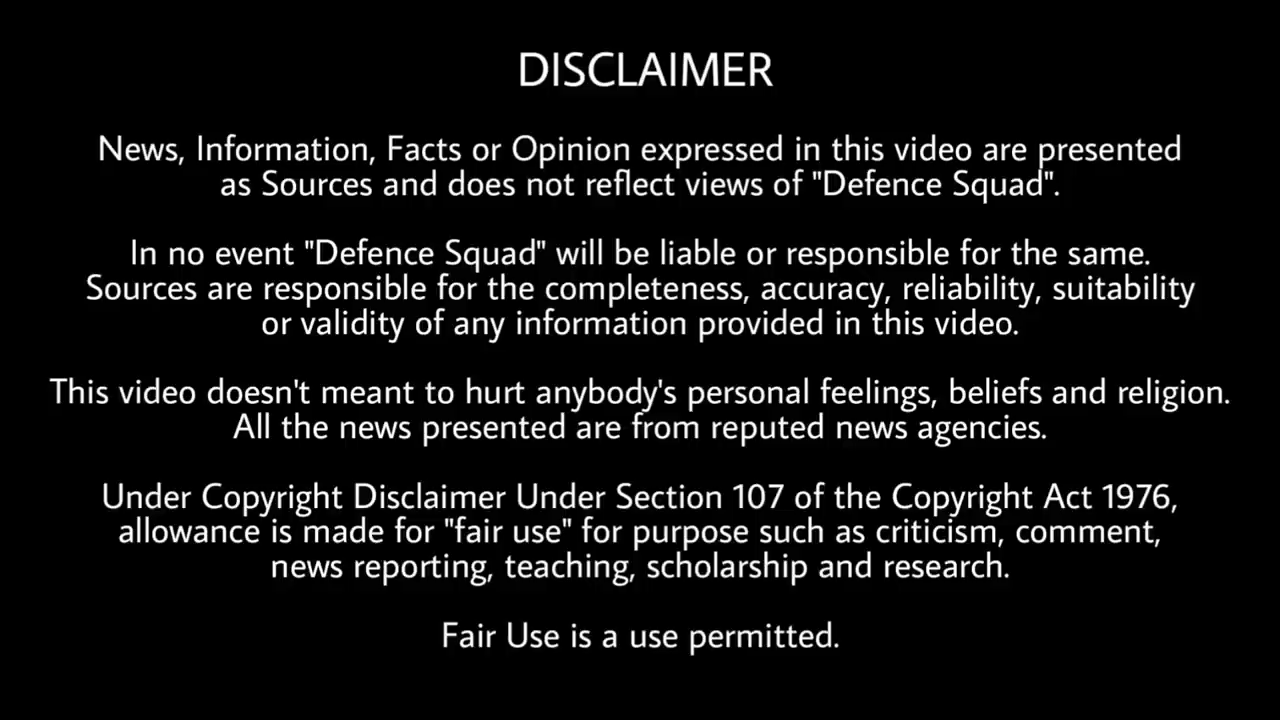 DISCLAIMER
News, Information, Facts or Opinion expressed in this video are presented
as Sources and does not reflect views of "Defence Squad".
In no event "Defence Squad" will be liable or responsible for the same.
Sources are responsible for the completeness, accuracy, reliability, suitability
or validity of any information provided in this video.
This video doesn't meant to hurt anybody's personal feelings, beliefs and religion.
All the news presented are from reputed news agencies.
Under Copyright Disclaimer Under Section 107 of the Copyright Act 1976,
allowance is made for "fair use" for purpose such as criticism, comment,
news reporting, teaching, scholarship and research.
Fair Use is a use permitted.